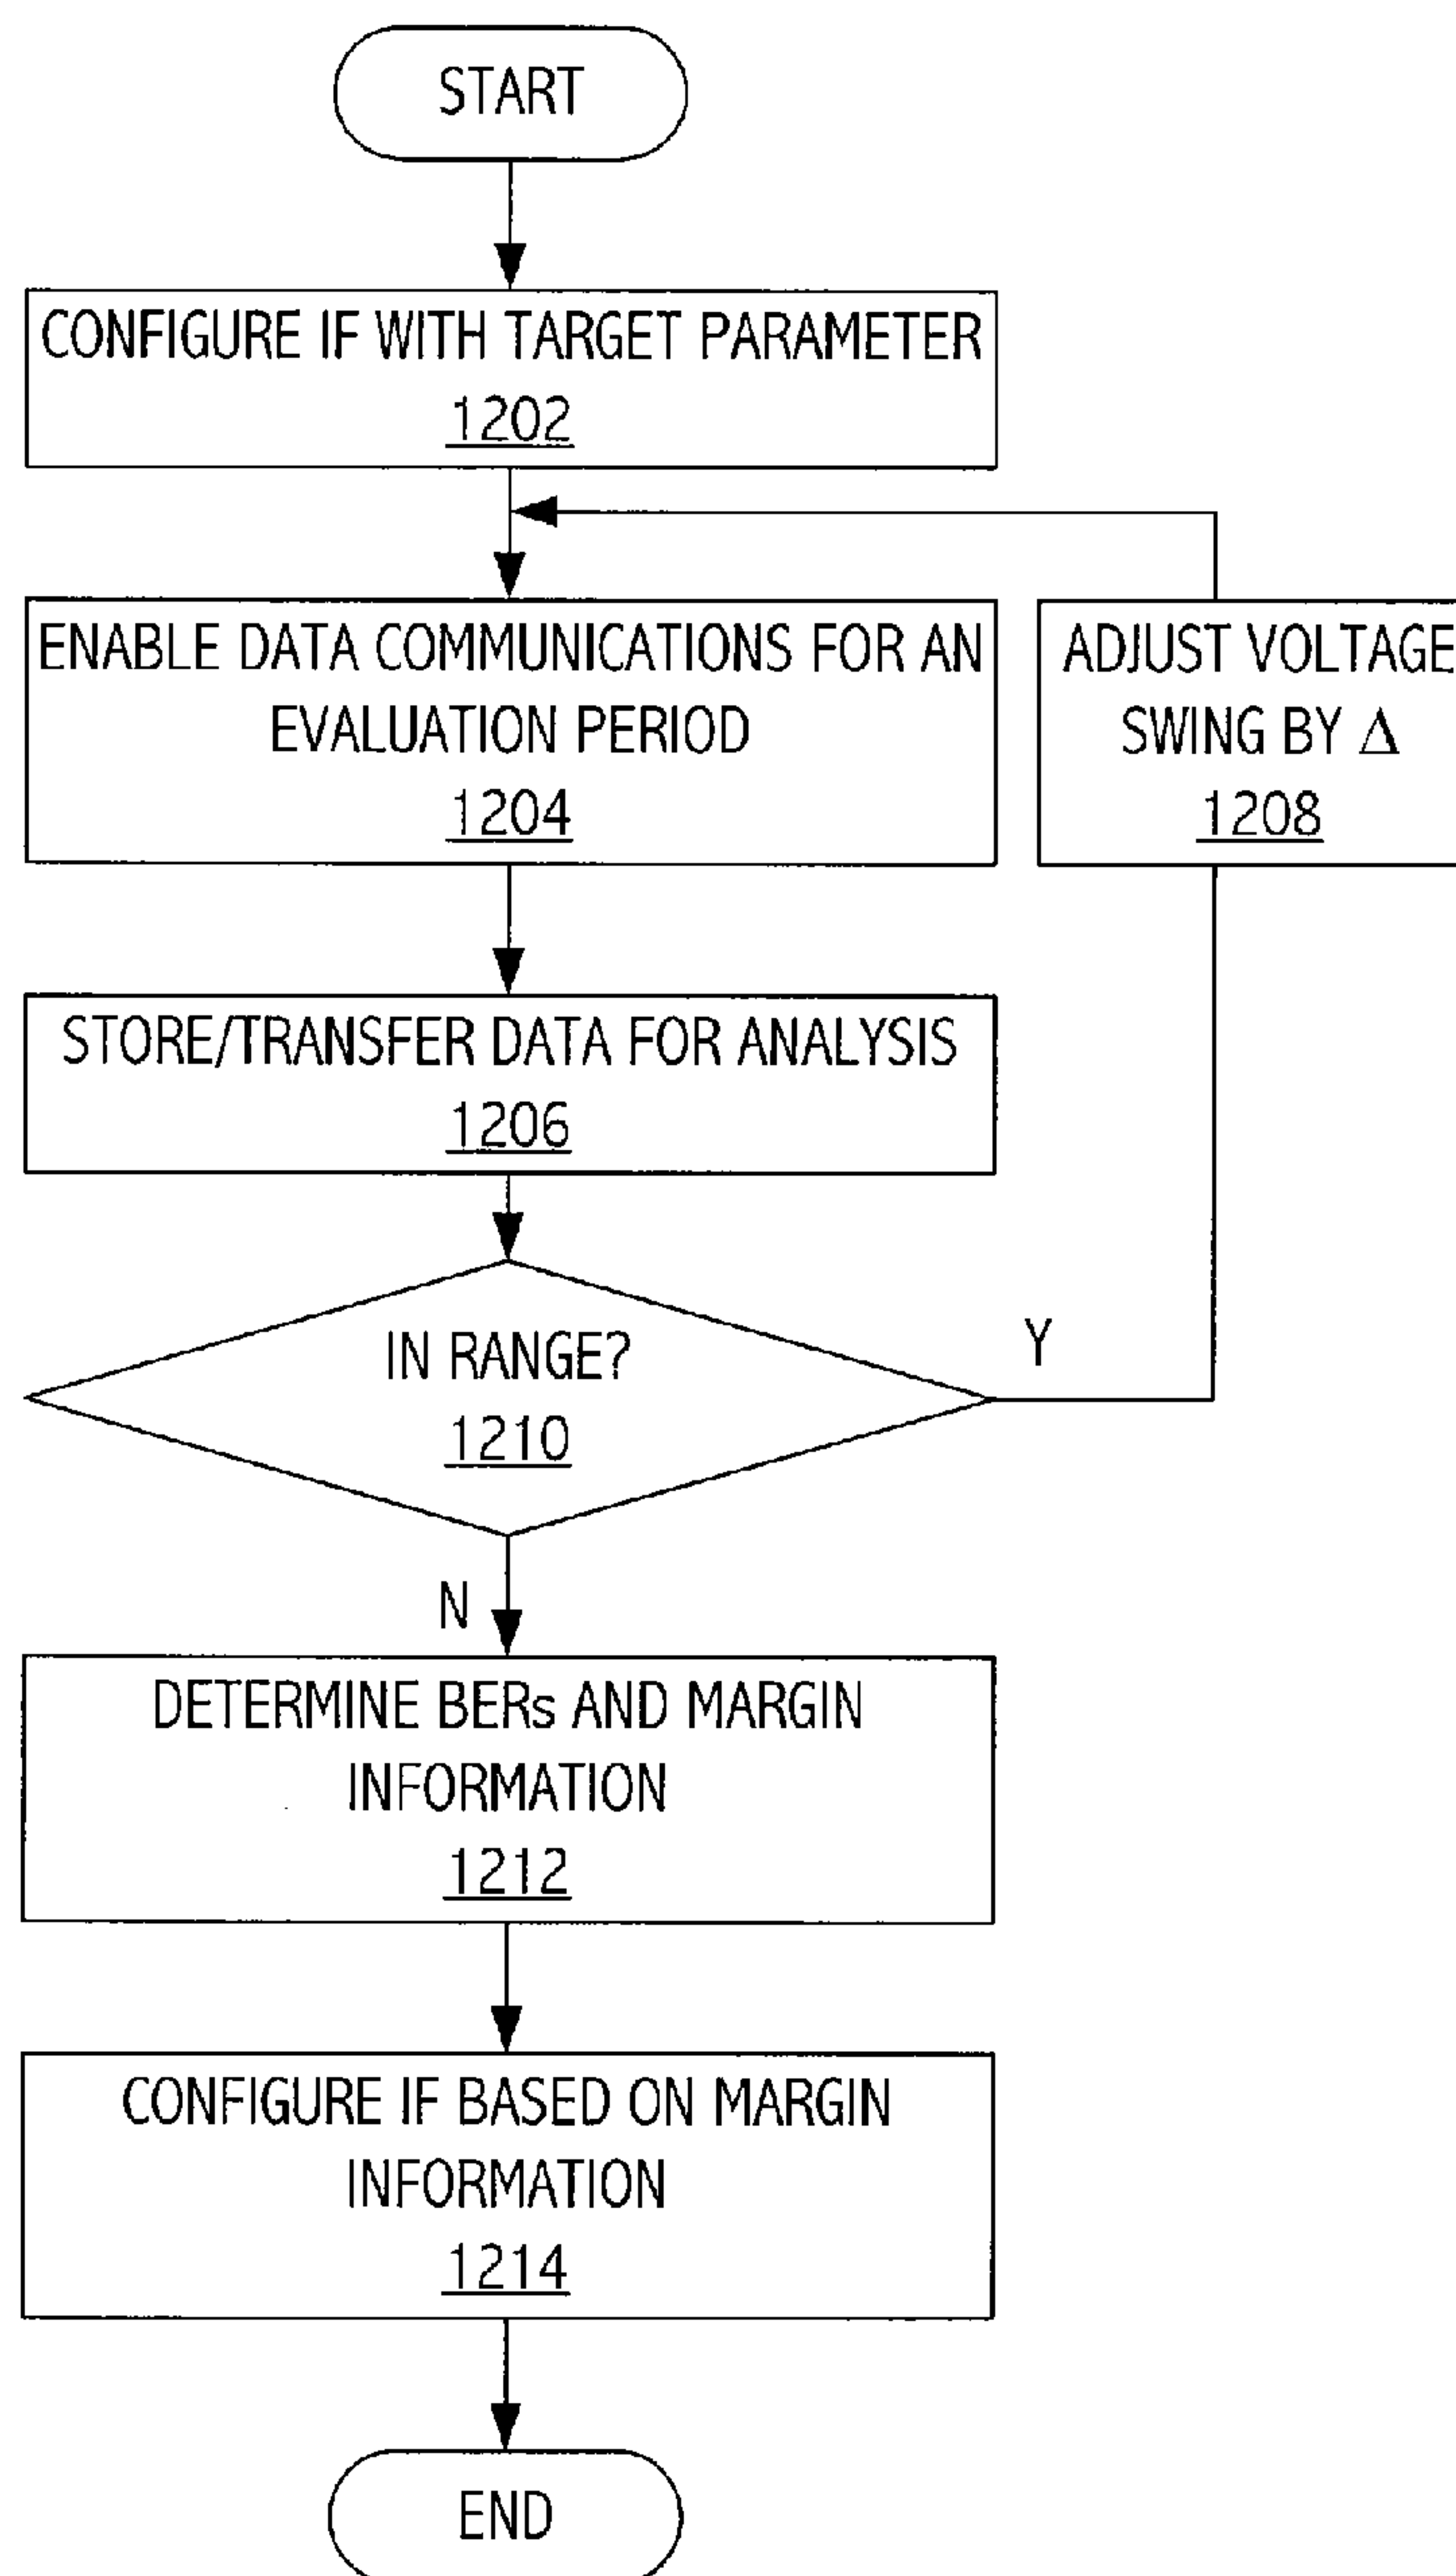 START
CONFIGURE IF WITH TARGET PARAMETER
1202
ENABLE DATA COMMUNICATIONS FOR AN
EVALUATION PERIOD
1204
ADJUST VOLTAGE
SWING BY Δ
1208
STORE/TRANSFER DATA FOR ANALYSIS
1206
IN RANGE?
1210
Y
N
DETERMINE BERs AND MARGIN
INFORMATION
1212
CONFIGURE IF BASED ON MARGIN
INFORMATION
1214
END